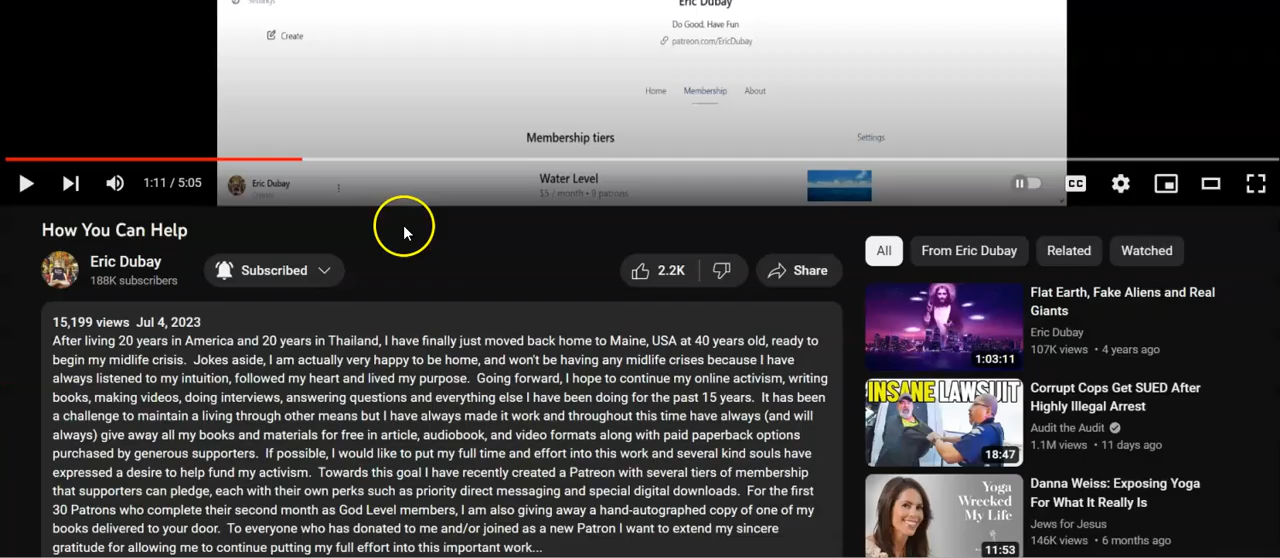 Settings
Create
Eric Dubay
Do Good, Have Fun
patreon.com/EricDubay
Home Membership About
Membership tiers
Settings
Eric Dubay
Water Level
$5 / month • 9 patrons
1:11 / 5:05
CC
How You Can Help
Eric Dubay
188K subscribers
Subscribed
2.2K
Share
15,199 views Jul 4, 2023
After living 20 years in America and 20 years in Thailand, I have finally just moved back home to Maine, USA at 40 years old, ready to
begin my midlife crisis. Jokes aside, I am actually very happy to be home, and won't be having any midlife crises because I have
always listened to my intuition, followed my heart and lived my purpose. Going forward, I hope to continue my online activism, writing
books, making videos, doing interviews, answering questions and everything else I have been doing for the past 15 years. It has been
a challenge to maintain a living through other means but I have always made it work and throughout this time have always (and will
always) give away all my books and materials for free in article, audiobook, and video formats along with paid paperback options
purchased by generous supporters. If possible, I would like to put my full time and effort into this work and several kind souls have
expressed a desire to help fund my activism. Towards this goal I have recently created a Patreon with several tiers of membership
that supporters can pledge, each with their own perks such as priority direct messaging and special digital downloads. For the first
30 Patrons who complete their second month as God Level members, I am also giving away a hand-autographed copy of one of my
books delivered to your door. To everyone who has donated to me and/or joined as a new Patron I want to extend my sincere
gratitude for allowing me to continue putting my full effort into this important work...
All From Eric Dubay Related Watched
Flat Earth, Fake Aliens and Real
Giants
Eric Dubay
107K views • 4 years ago
1:03:11
INSANE LAWSUIT
18:47
Corrupt Cops Get SUED After
Highly Illegal Arrest
Audit the Audit
1.1M views • 11 days ago
Yoga
Wrecked
My Life
11:53
Danna Weiss: Exposing Yoga
For What It Really Is
Jews for Jesus
146K views • 6 months ago